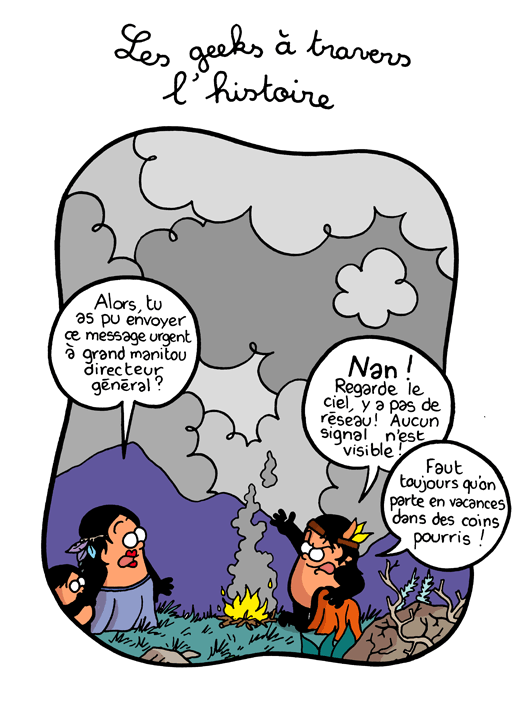 Les geeks à travers
l'histoire
Alors, tu
as pu envoyer
ce message urgent
à grand manitou
directeur
général ?
Nan !
Regarde le
ciel, y a pas de
réseau ! Aucun
signal n'est
visible !
Faut
toujours qu'on
parte en vacances
dans des coins
pourris !